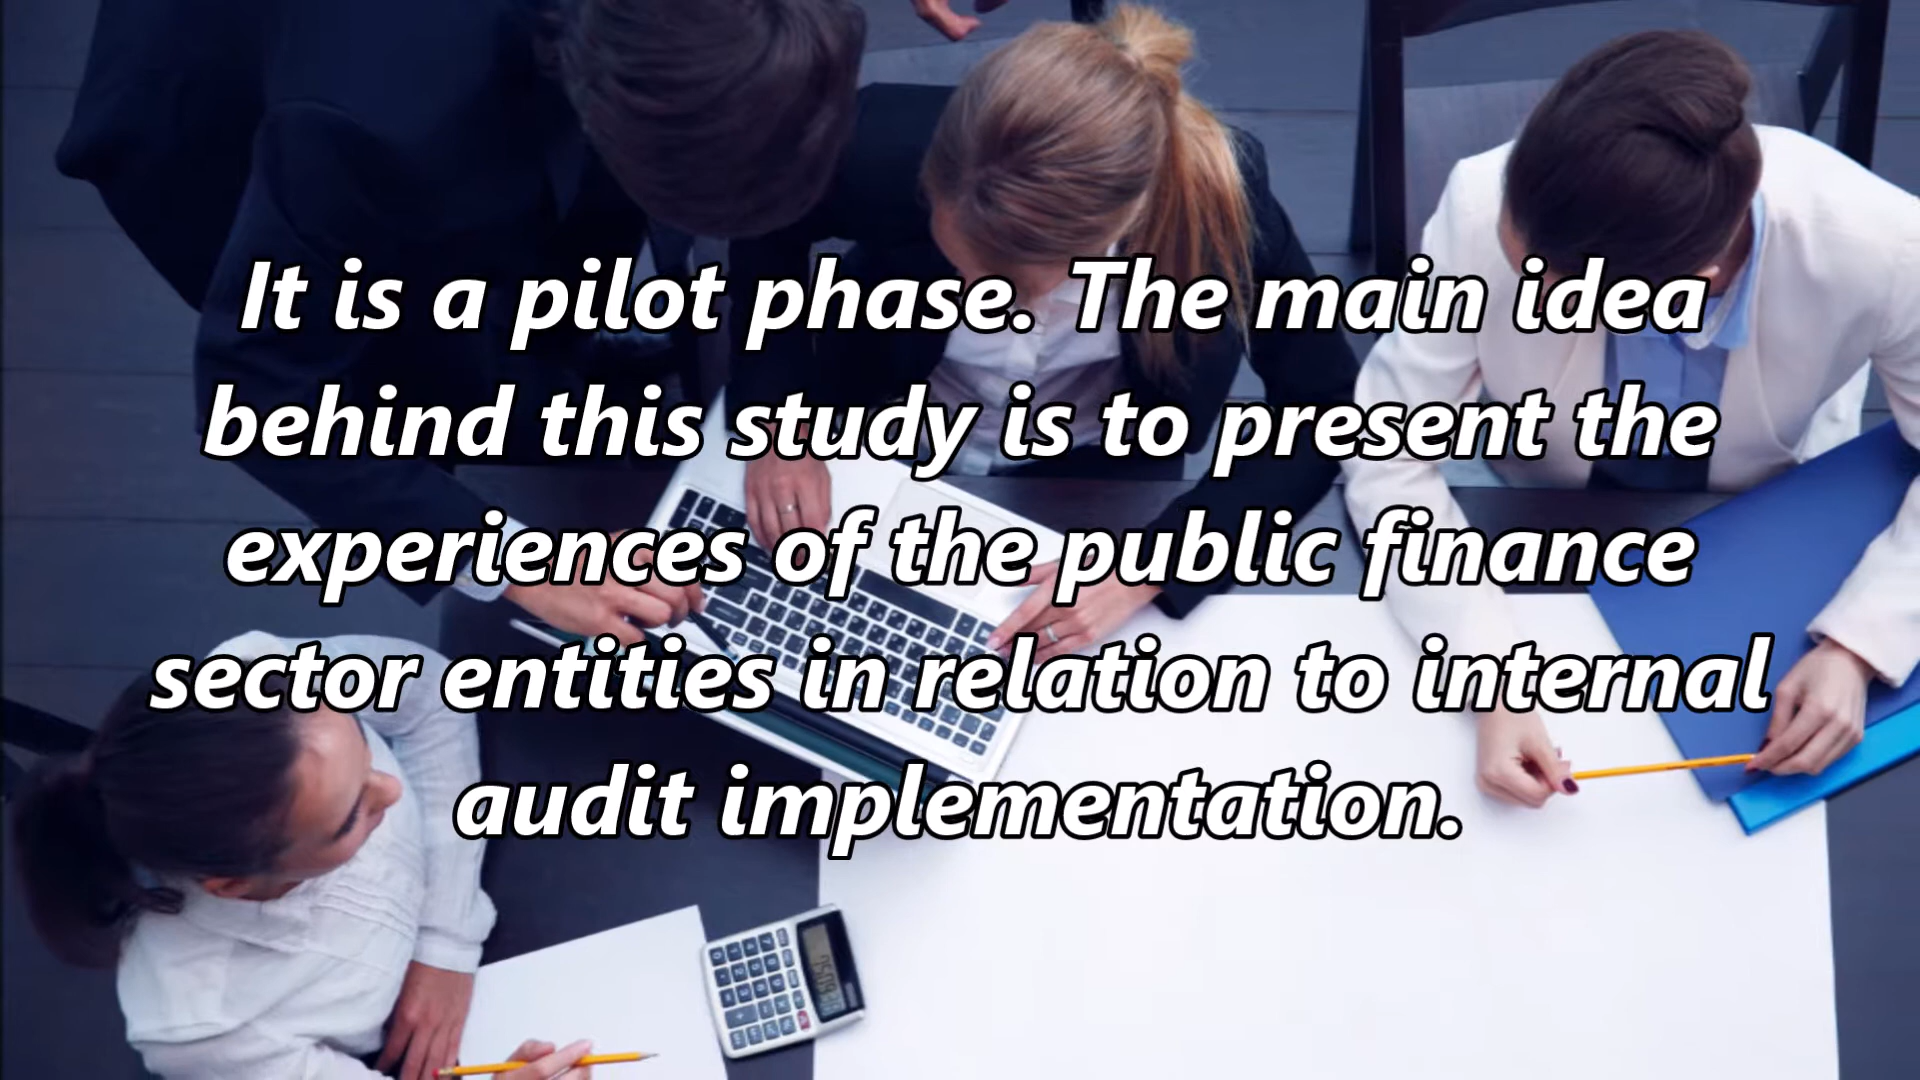 It is a pilot phase. The main idea
behind this study is to present the
experiences of the public finance
sector entities in relation to internal
audit implementation.